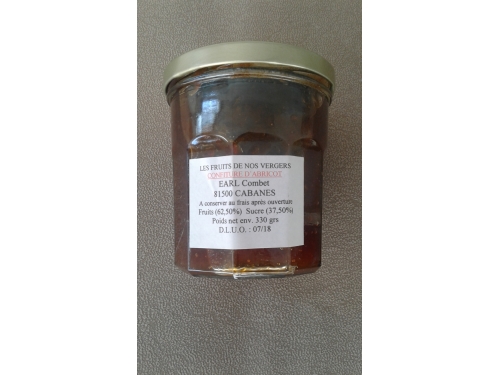 LES FRUITS DE NOS VERGERS
CONFITURE D'ABRICOT
EARL Combet
81500 CABANES
A conserver au frais après ouverture
Fruits (62,50%) Sucre (37,50%)
Poids net env. 330 grs
D.L.U.O. : 07/18